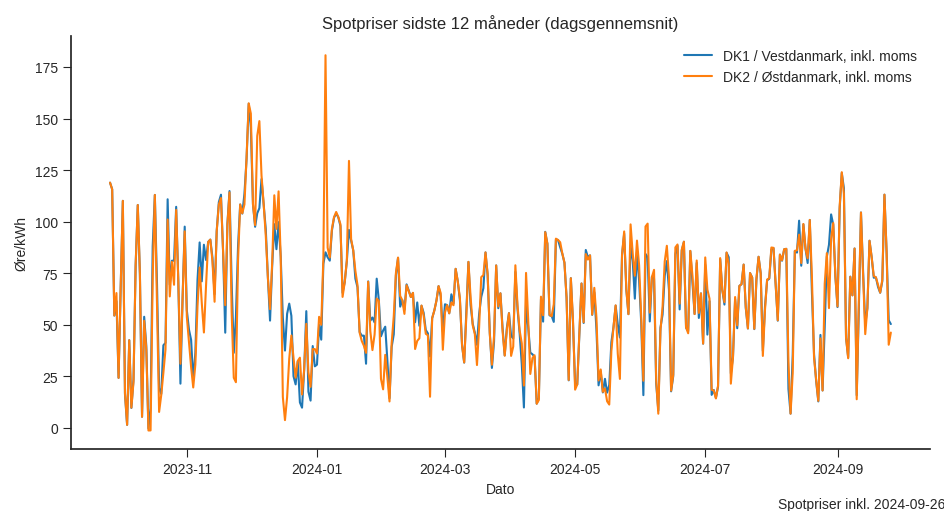 Spotpriser sidste 12 måneder (dagsgennemsnit)
DK1 / Vestdanmark, inkl. moms
DK2 / Østdanmark, inkl. moms
Øre/kWh
175
150
125
100
75
50
25
0
2023-11
2024-01
2024-03
2024-05
2024-07
2024-09
Dato
Spotpriser inkl. 2024-09-26